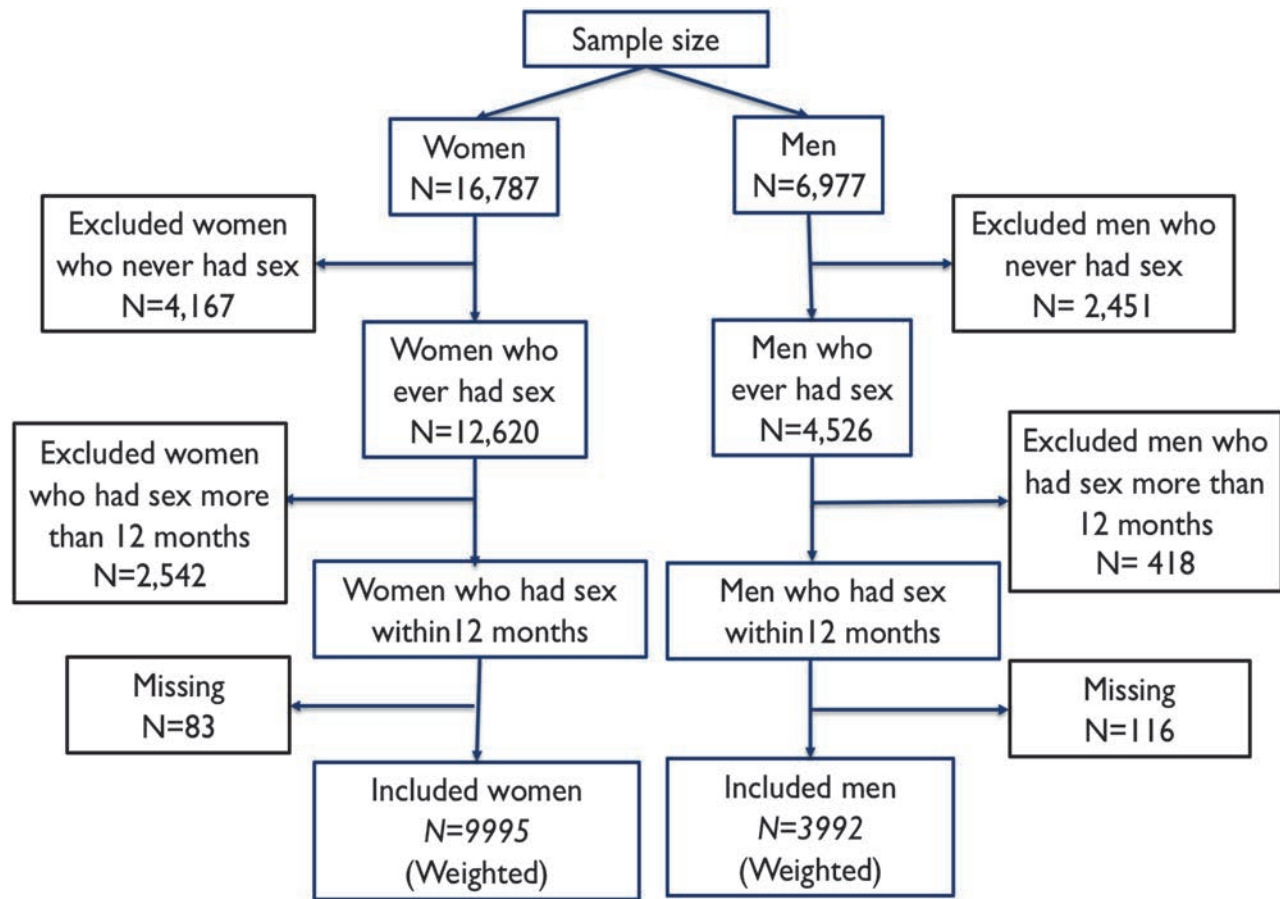 Sample size
Women
N=16,787
Men
N=6,977
Excluded women
who never had sex
N=4,167
Excluded men who
never had sex
N= 2,451
Women who
ever had sex
N=12,620
Men who
ever had sex
N=4,526
Excluded women
who had sex more
than 12 months
N=2,542
Excluded men who
had sex more than
12 months
N= 418
Women who had sex
within12 months
Men who had sex
within12 months
Missing
N=83
Missing
N=116
Included women
N=9995
(Weighted)
Included men
N=3992
(Weighted)